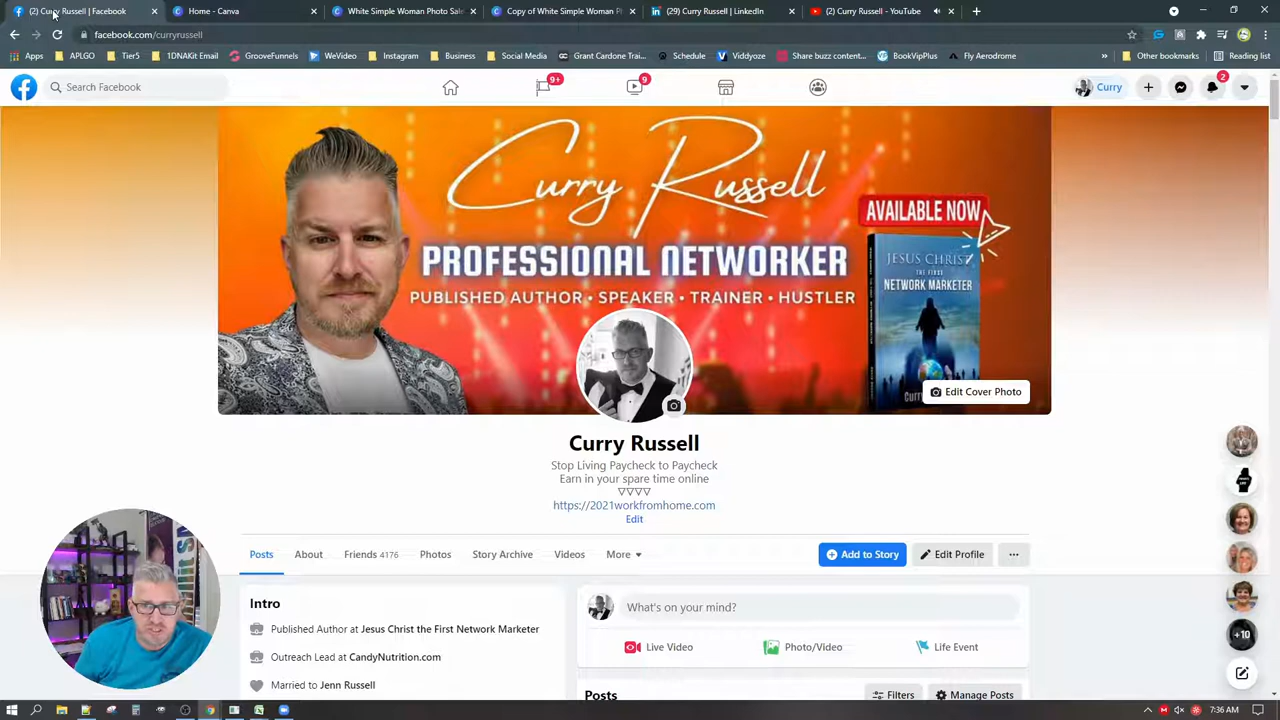 (2) Curry Russell | Facebook
Home - Canva
White Simple Woman Photo Sale
Copy of White Simple Woman P
(29) Curry Russell | LinkedIn
(2) Curry Russell - YouTube
facebook.com/curryrussell
Apps
APLGO
Tier5
1DNAKit Email
GrooveFunnels
WeVideo
Instagram
Business
Social Media
Grant Cardone Trai...
Schedule
Viddyoze
Share buzz content...
BookVipPlus
Fly Aerodrome
Other bookmarks
Reading list
Search Facebook
9+
9
Curry
2
Curry Russell
PROFESSIONAL NETWORKER
PUBLISHED AUTHOR • SPEAKER • TRAINER • HUSTLER
AVAILABLE NOW
JESUS CHRIST
THE FIRST
NETWORK MARKETER
Edit Cover Photo
Curry Russell
Stop Living Paycheck to Paycheck
Earn in your spare time online
▽▽▽▽
https://2021workfromhome.com
Edit
Posts
About
Friends 4176
Photos
Story Archive
Videos
More
Add to Story
Edit Profile
Intro
Published Author at Jesus Christ the First Network Marketer
Outreach Lead at CandyNutrition.com
Married to Jenn Russell
What's on your mind?
Live Video
Photo/Video
Life Event
Posts
Filters
Manage Posts
+10
7:36 AM